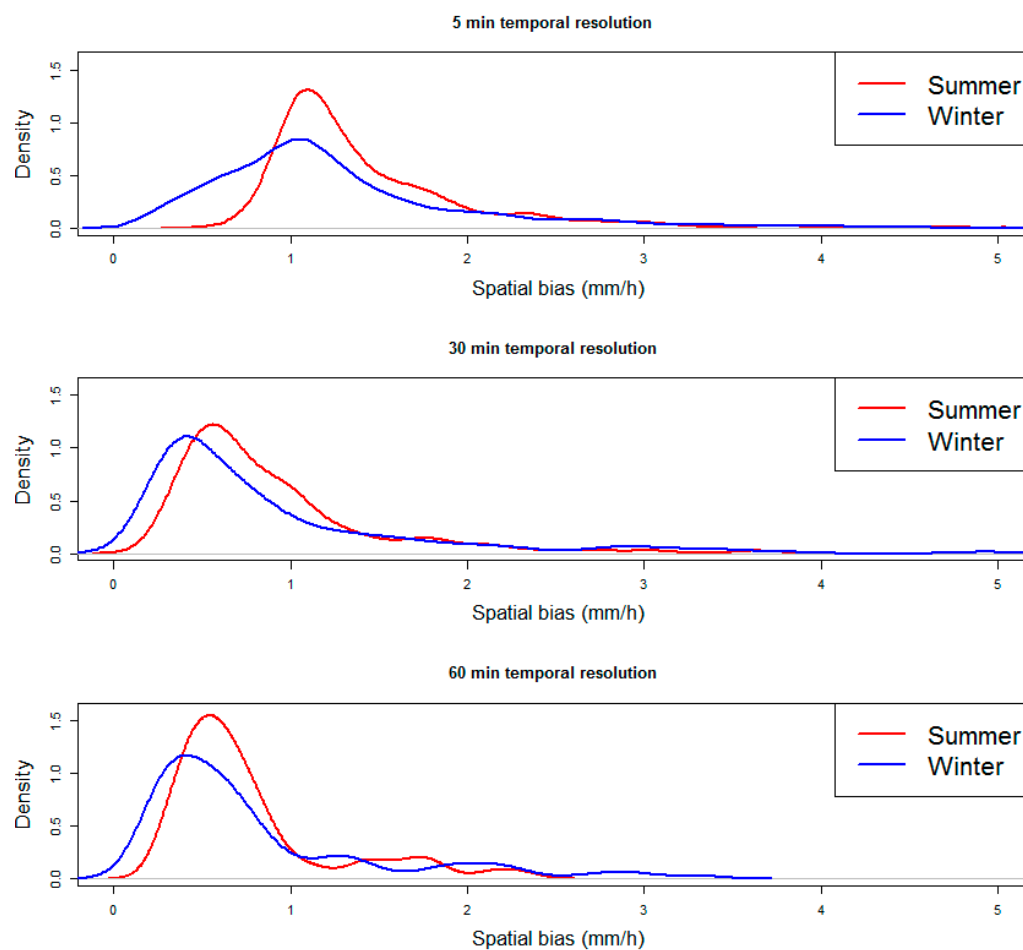 5 min temporal resolution
Density
0.0 0.5 1.0 1.5
Summer
Winter
0 1 2 3 4 5
Spatial bias (mm/h)
30 min temporal resolution
Density
0.0 0.5 1.0 1.5
Summer
Winter
0 1 2 3 4 5
Spatial bias (mm/h)
60 min temporal resolution
Density
0.0 0.5 1.0 1.5
Summer
Winter
0 1 2 3 4 5
Spatial bias (mm/h)